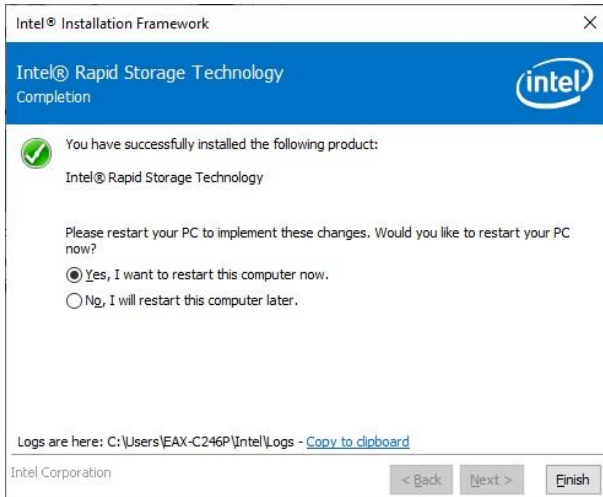 Intel® Installation Framework
Intel® Rapid Storage Technology
Completion
intel
You have successfully installed the following product:
Intel® Rapid Storage Technology
Please restart your PC to implement these changes. Would you like to restart your PC
now?
Yes, I want to restart this computer now.
No, I will restart this computer later.
Logs are here: C:\Users\EAX-C246P\Intel\Logs - Copy to clipboard
Intel Corporation
< Back
Next >
Finish